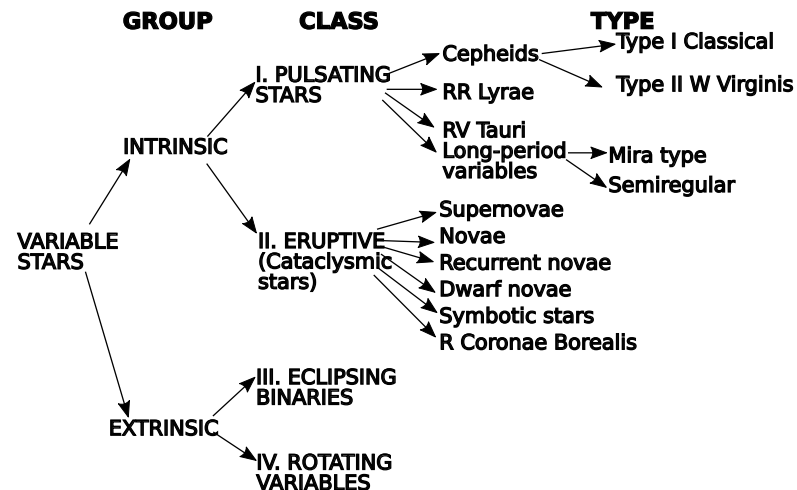 GROUP CLASS TYPE
Type I Classical
Cepheids
I. PULSATING
STARS
Type II W Virginis
RR Lyrae
RV Tauri
INTRINSIC
Long-period
variables
Mira type
Semiregular
Supernovae
VARIABLE
STARS
II. ERUPTIVE
(Cataclysmic
stars)
Novae
Recurrent novae
Dwarf novae
Symbotic stars
R Coronae Borealis
III. ECLIPSING
BINARIES
EXTRINSIC
IV. ROTATING
VARIABLES